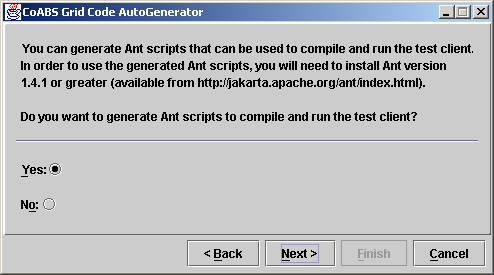 CoABS Grid Code AutoGenerator
You can generate Ant scripts that can be used to compile and run the test client.
In order to use the generated Ant scripts, you will need to install Ant version
1.4.1 or greater (available from http://jakarta.apache.org/ant/index.html).
Do you want to generate Ant scripts to compile and run the test client?
Yes:
No:
< Back Next > Finish Cancel